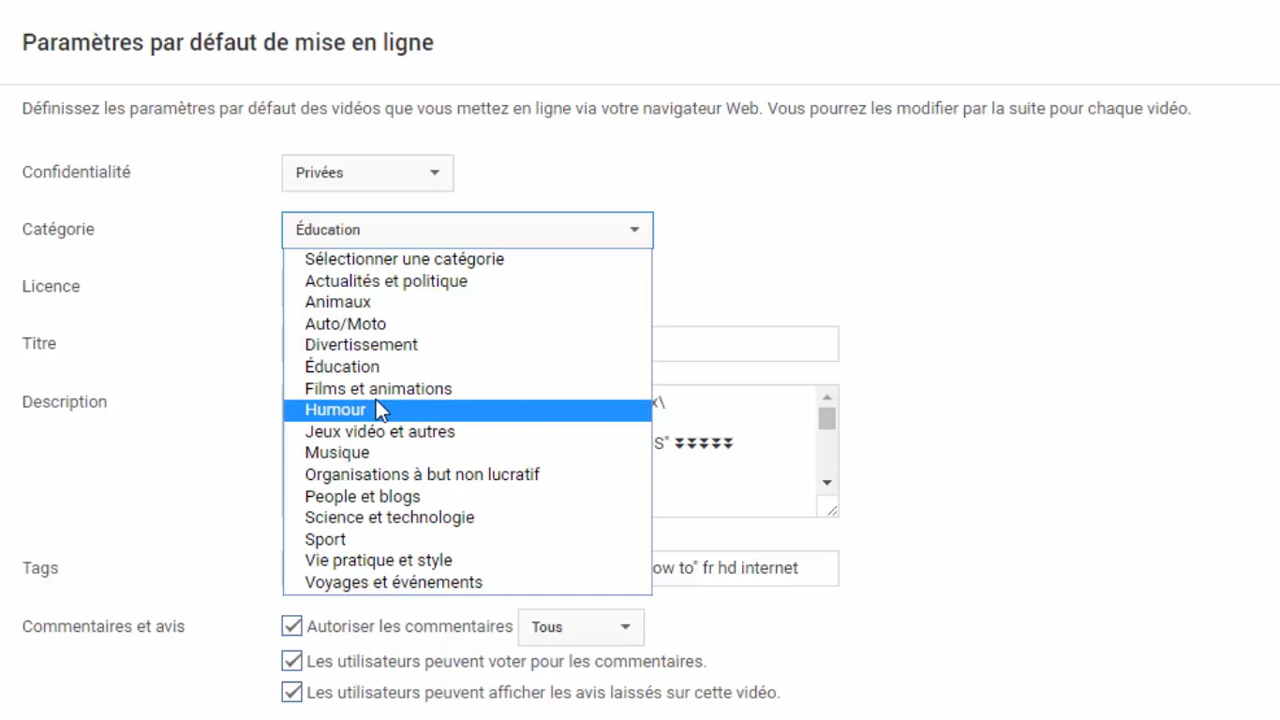 Paramètres par défaut de mise en ligne
Définissez les paramètres par défaut des vidéos que vous mettez en ligne via votre navigateur Web. Vous pourrez les modifier par la suite pour chaque vidéo.
Confidentialité
Privées
Catégorie
Éducation
Sélectionner une catégorie
Actualités et politique
Animaux
Auto/Moto
Divertissement
Éducation
Films et animations
Humour
Jeux vidéo et autres
Musique
Organisations à but non lucratif
People et blogs
Science et technologie
Sport
Vie pratique et style
Voyages et événements
Licence
Titre
Description
x\
S" ⏬⏬⏬⏬⏬
Tags
ow to" fr hd internet
Commentaires et avis
Autoriser les commentaires Tous
Les utilisateurs peuvent voter pour les commentaires.
Les utilisateurs peuvent afficher les avis laissés sur cette vidéo.